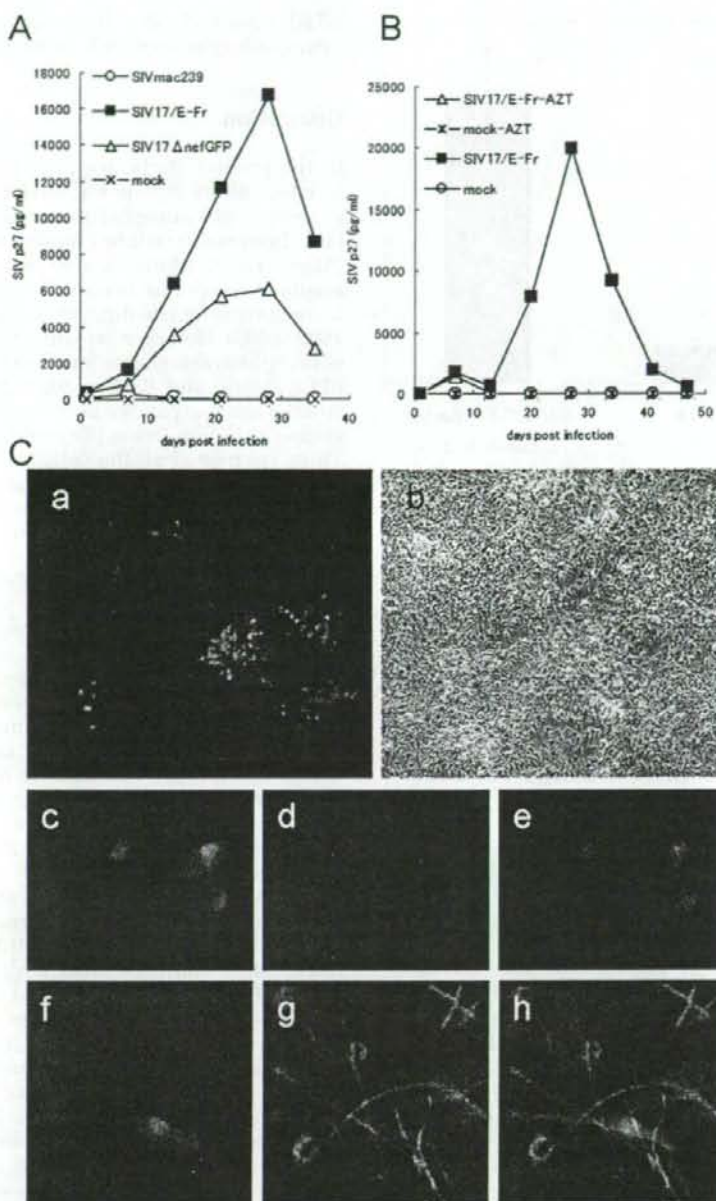 A
B
SIVmac239
SIV17/E-Fr
SIV17ΔnefGFP
mock
SIV p27 (pg/ml)
18000
16000
14000
12000
10000
8000
6000
4000
2000
0
0
10
20
30
40
days post infection
SIV17/E-Fr-AZT
mock-AZT
SIV17/E-Fr
mock
SIV p27 (pg/ml)
25000
20000
15000
10000
5000
0
0
10
20
30
40
50
days post infection
C
a
b
c
d
e
f
g
h